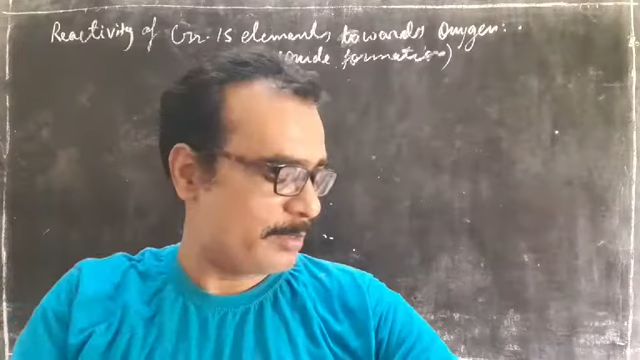 Reactivity of Gr. 15 elements towards Oxygen:-
(oxide formation)